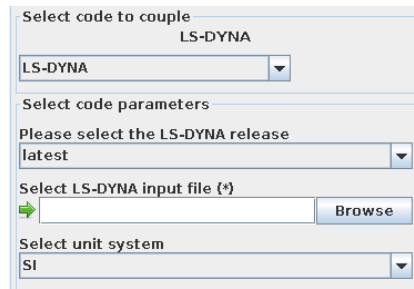 Select code to couple
LS-DYNA
LS-DYNA
Select code parameters
Please select the LS-DYNA release
latest
Select LS-DYNA input file (*)
Browse
Select unit system
SI